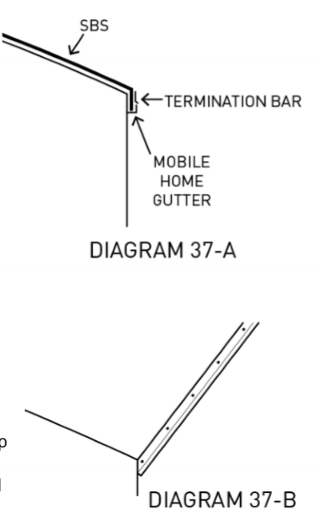 SBS
TERMINATION BAR
MOBILE
HOME
GUTTER
DIAGRAM 37-A
p
DIAGRAM 37-B